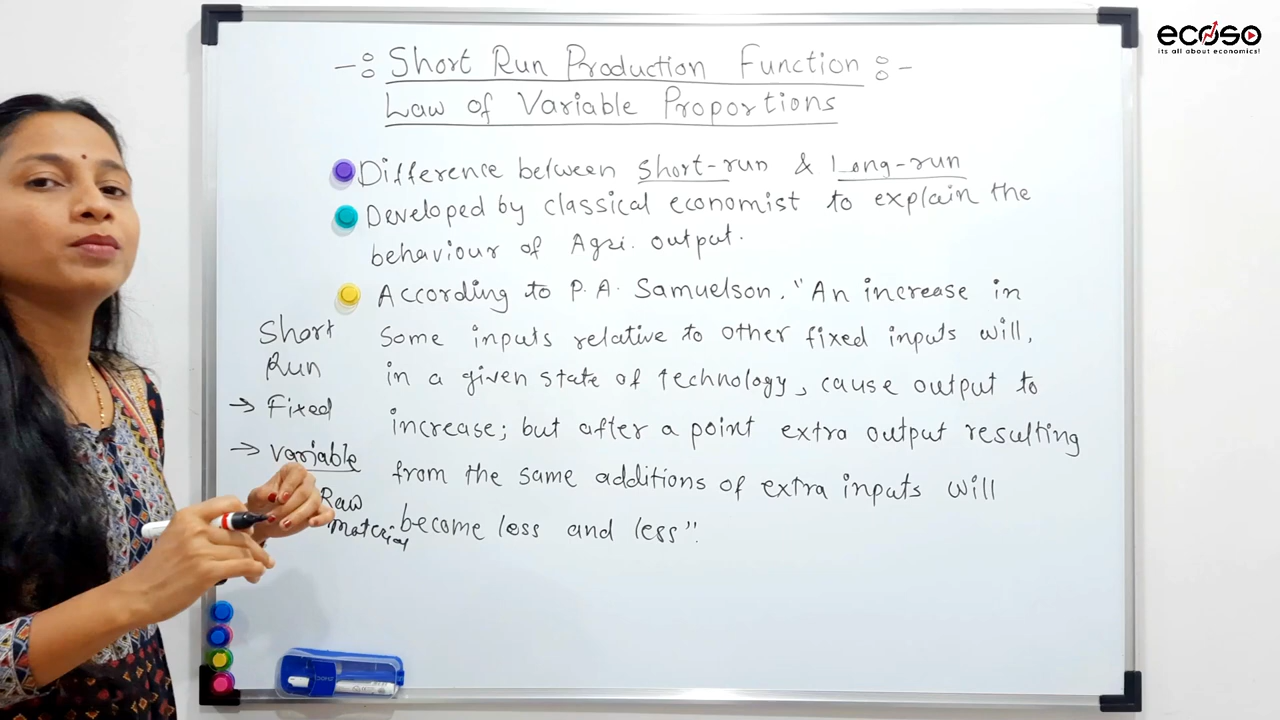 ecoso
its all about economics!
-: Short Run Production Function :-
Law of Variable Proportions
Difference between Short-run & Long-run
Developed by classical economist to explain the
behaviour of Agri. output.
According to P. A. Samuelson, "An increase in
some inputs relative to other fixed inputs will,
in a given state of technology, cause output to
increase; but after a point extra output resulting
from the same additions of extra inputs will
become less and less".
Short
Run
→ Fixed
→ Variable
Raw
Material